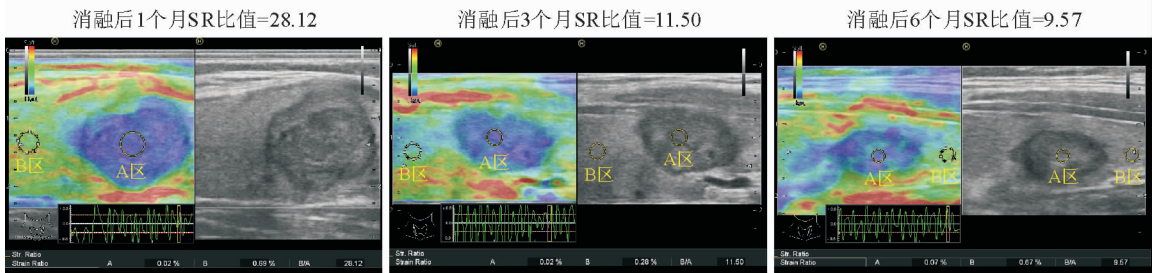 消融后1个月SR比值=28.12
消融后3个月SR比值=11.50
消融后6个月SR比值=9.57
B区
A区
A区
B区
B区
A区
A区
B区
A区
B区
Str. Ratio
Strain Ratio A 0.02 % B 0.69 % B/A 28.12
Str. Ratio
Strain Ratio A 0.02 % B 0.28 % B/A 11.50
Str. Ratio
Strain Ratio A 0.07 % B 0.67 % B/A 9.57